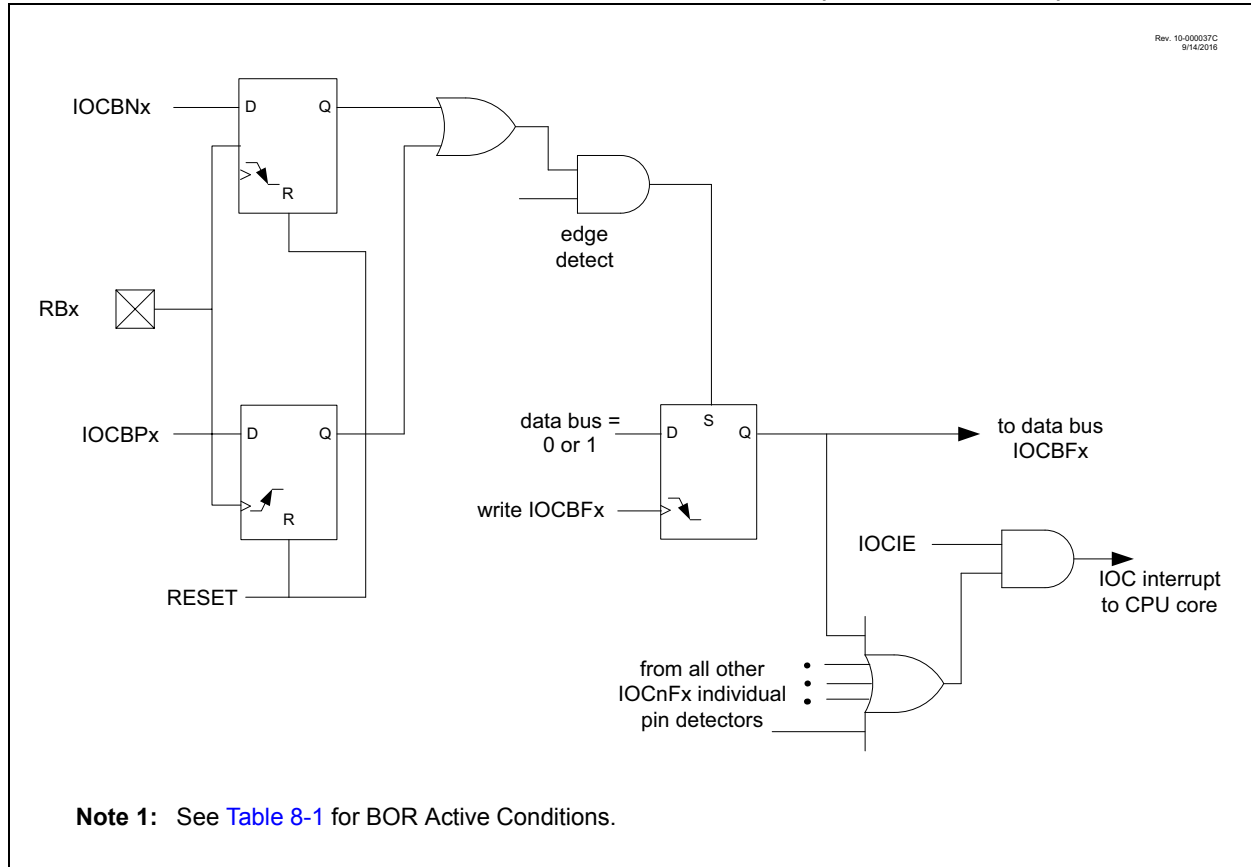 Rev. 10-000037C
9/14/2016
IOCBNx
D
Q
R
edge
detect
RBx
IOCBPx
D
Q
R
RESET
data bus =
0 or 1
D
S
Q
write IOCBFx
to data bus
IOCBFx
IOCIE
IOC interrupt
to CPU core
from all other
IOCnFx individual
pin detectors
Note 1: See Table 8-1 for BOR Active Conditions.